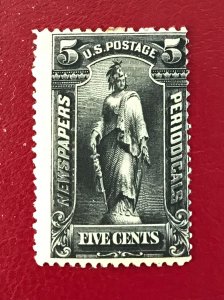 5 U.S. POSTAGE 5
NEWSPAPERS
PERIODICALS
FIVE CENTS